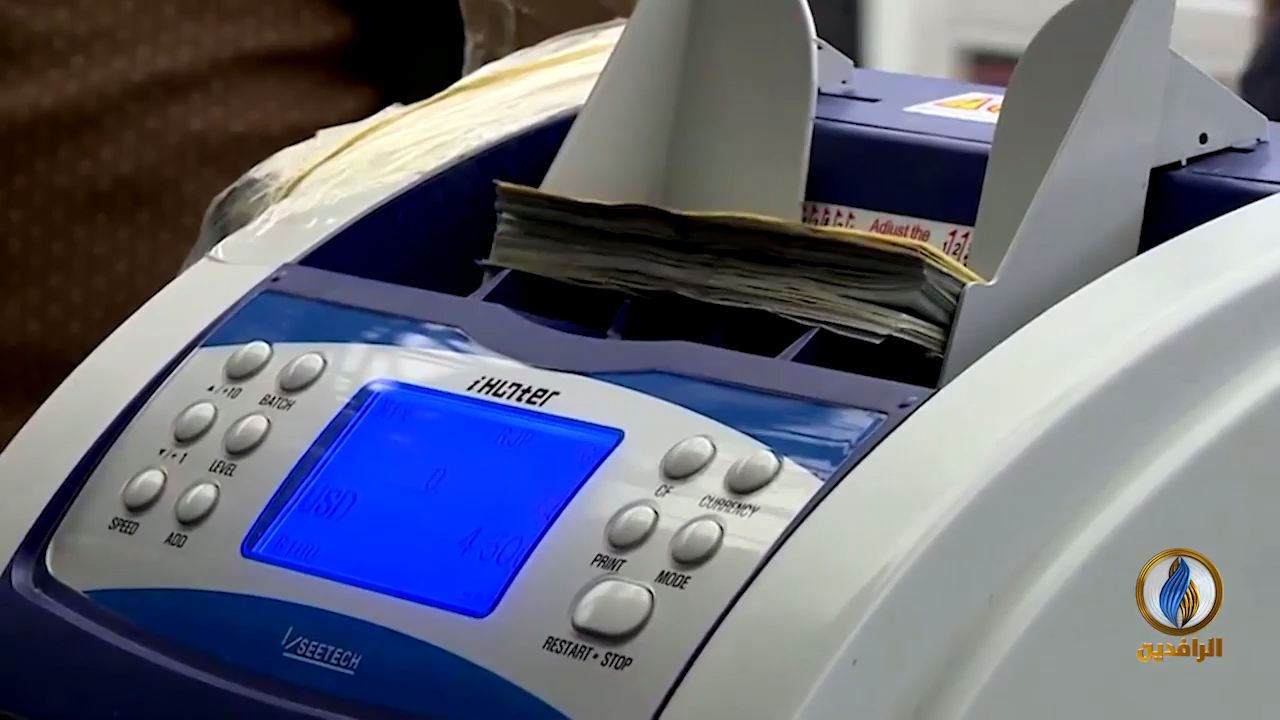 Adjust the
iHunter
▲/+10
BATCH
▼/+1
LEVEL
SPEED
ADD
RJP
0
USD
CF
CURRENCY
PRINT
MODE
RESTART • STOP
SEETECH
الرافدين